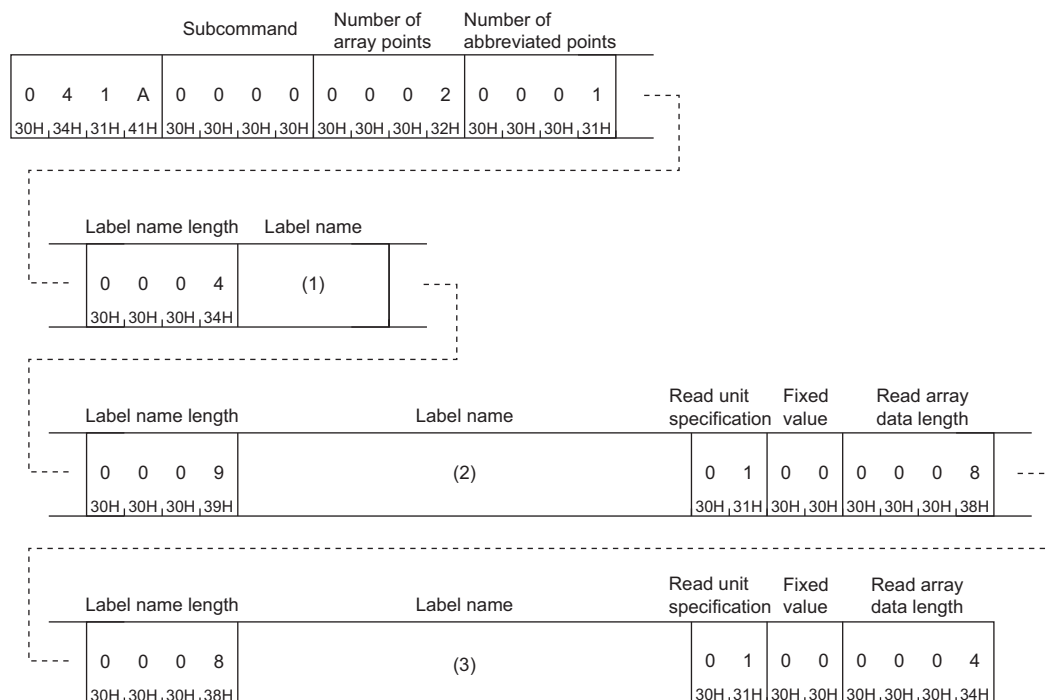 Subcommand
Number of
array points
Number of
abbreviated points
0 4 1 A 0 0 0 0 0 0 0 2 0 0 0 1
30H 34H 31H 41H 30H 30H 30H 30H 30H 30H 30H 32H 30H 30H 30H 31H
Label name length Label name
0 0 0 4 (1)
30H 30H 30H 34H
Label name length Label name
Read unit
specification
Fixed
value
Read array
data length
0 0 0 9 (2) 0 1 0 0 0 0 0 8
30H 30H 30H 39H 30H 31H 30H 30H 30H 30H 30H 38H
Label name length Label name
Read unit
specification
Fixed
value
Read array
data length
0 0 0 8 (3) 0 1 0 0 0 0 0 4
30H 30H 30H 38H 30H 31H 30H 30H 30H 30H 30H 34H